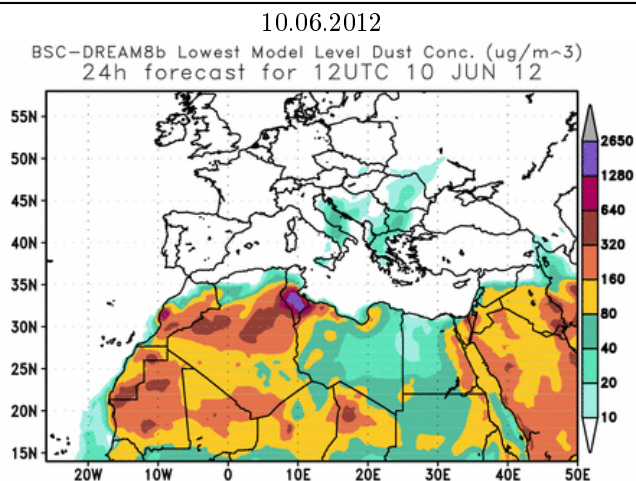 10.06.2012
BSC-DREAM8b Lowest Model Level Dust Conc. (ug/m^3)
24h forecast for 12UTC 10 JUN 12
55N
50N
45N
40N
35N
30N
25N
20N
15N
20W 10W 0 10E 20E 30E 40E 50E
2650
1280
640
320
160
80
40
20
10